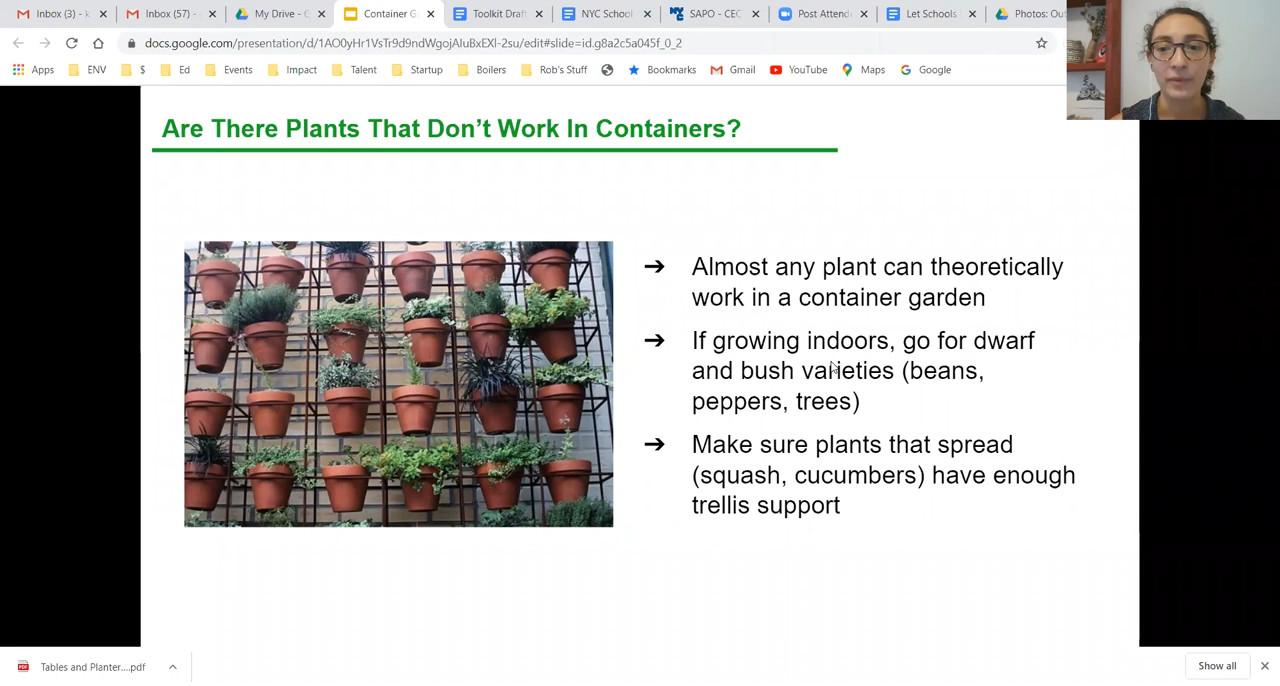 Inbox (3) - k
Inbox (57) -
My Drive - G
Container G
Toolkit Draft
NYC School
SAPO - CEC
Post Attend
Let Schools
Photos: Ou
docs.google.com/presentation/d/1AO0yHr1VsTr9d9ndWgojAIuBxEXl-2su/edit#slide=id.g8a2c5a045f_0_2
Apps
ENV
$
Ed
Events
Impact
Talent
Startup
Boilers
Rob's Stuff
Bookmarks
Gmail
YouTube
Maps
Google
Are There Plants That Don't Work In Containers?
➔ Almost any plant can theoretically
work in a container garden
➔ If growing indoors, go for dwarf
and bush varieties (beans,
peppers, trees)
➔ Make sure plants that spread
(squash, cucumbers) have enough
trellis support
Tables and Planter....pdf
Show all